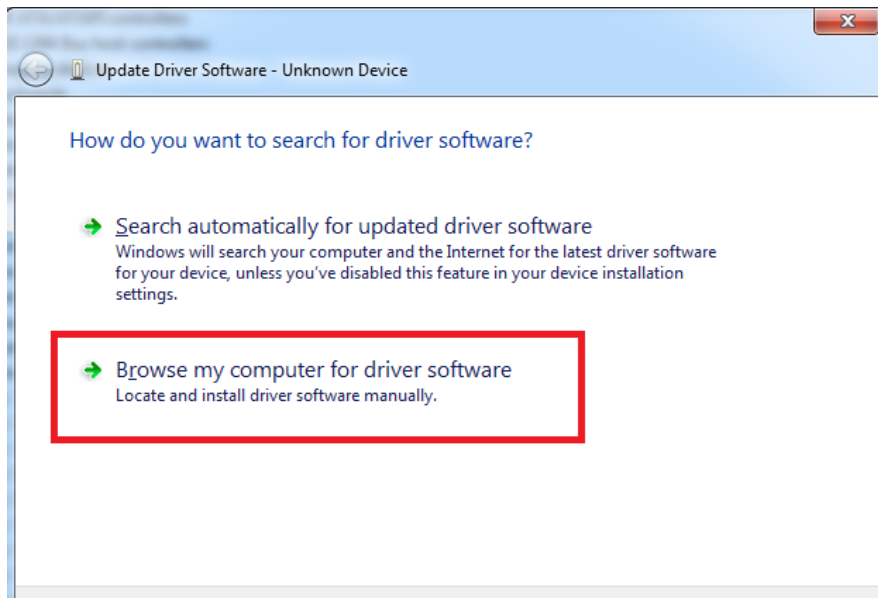 Update Driver Software - Unknown Device
How do you want to search for driver software?
Search automatically for updated driver software
Windows will search your computer and the Internet for the latest driver software
for your device, unless you've disabled this feature in your device installation
settings.
Browse my computer for driver software
Locate and install driver software manually.